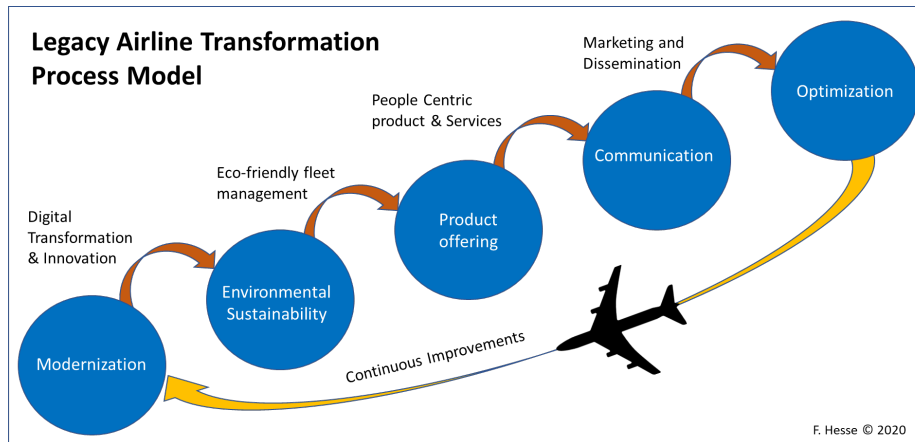 Legacy Airline Transformation
Process Model
Marketing and
Dissemination
Optimization
People Centric
product & Services
Communication
Eco-friendly fleet
management
Product
offering
Digital
Transformation
& Innovation
Environmental
Sustainability
Modernization
Continuous Improvements
F. Hesse © 2020